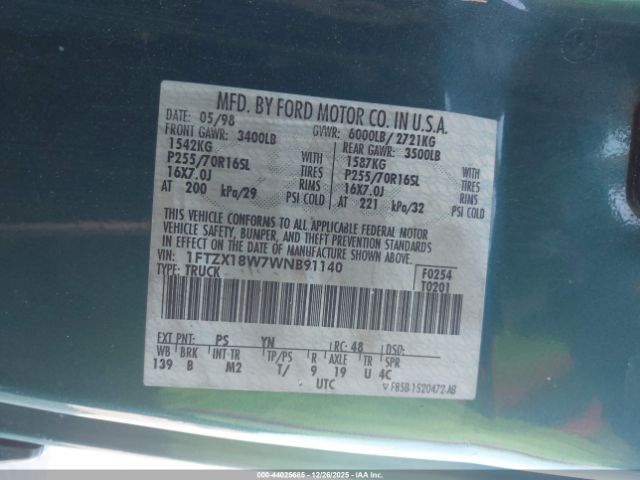 MFD. BY FORD MOTOR CO. IN U.S.A.
DATE: 05/98 GVWR: 6000LB/ 2721KG
FRONT GAWR: 3400LB REAR GAWR: 3500LB
1542KG WITH 1587KG WITH
P255/70R16SL TIRES P255/70R16SL TIRES
16X7.0J RIMS 16X7.0J RIMS
AT 200 kPa/29 PSI COLD AT 221 kPa/32 PSI COLD
THIS VEHICLE CONFORMS TO ALL APPLICABLE FEDERAL MOTOR
VEHICLE SAFETY, BUMPER, AND THEFT PREVENTION STANDARDS
IN EFFECT ON THE DATE OF MANUFACTURE SHOWN ABOVE.
VIN: 1FTZX18W7WNB91140 F0254
TYPE: TRUCK T0201
EXT PNT: PS YN RC: 48 DSO:
WB BRK INT TR TP/PS R AXLE TR SPR
139 B M2 T/ 9 19 U 4C
UTC F85B-1520472-AB
000-44025685 - 12/26/2025 - IAA Inc.